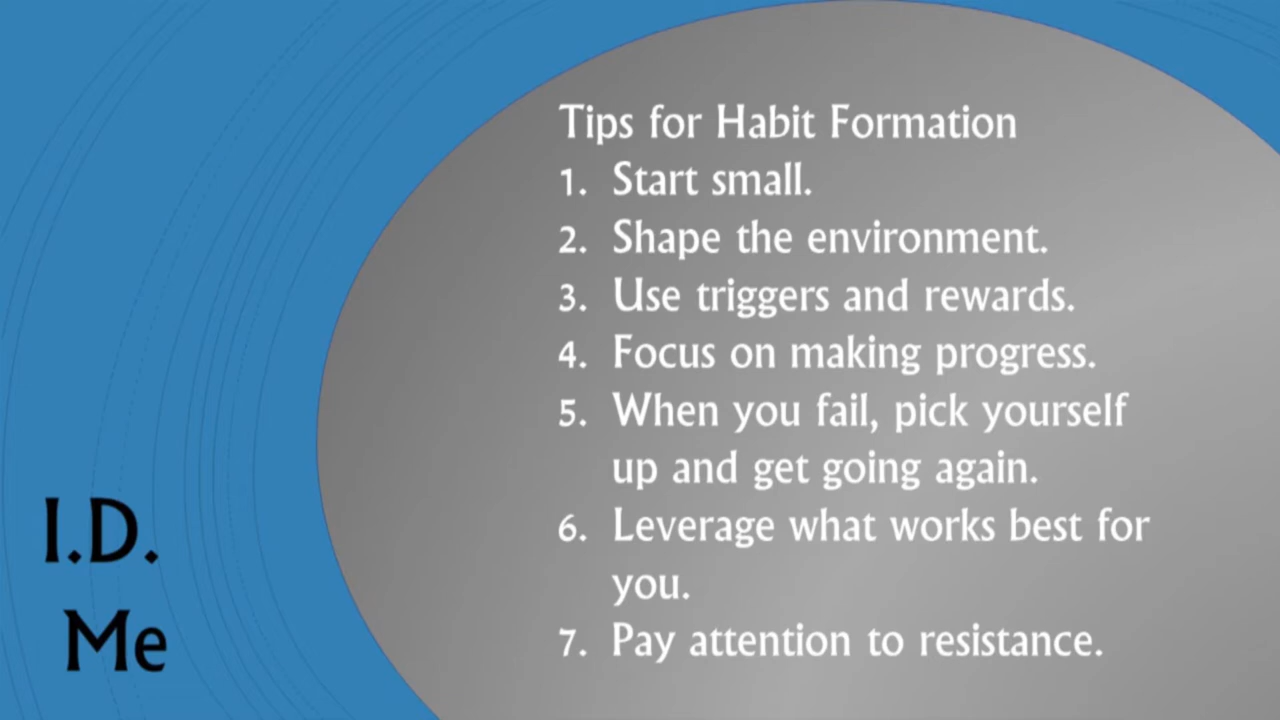 Tips for Habit Formation
1. Start small.
2. Shape the environment.
3. Use triggers and rewards.
4. Focus on making progress.
5. When you fail, pick yourself
up and get going again.
6. Leverage what works best for
you.
7. Pay attention to resistance.
I.D.
Me